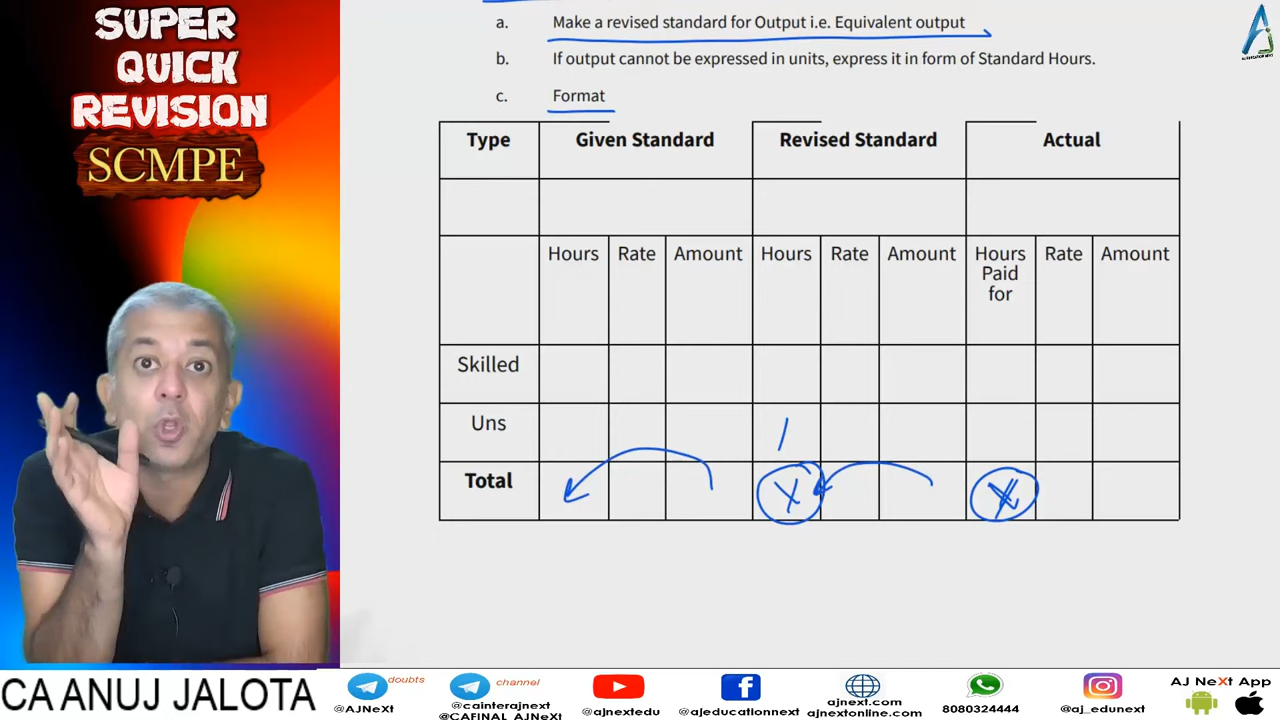 SUPER
QUICK
REVISION
SCMPE
a. Make a revised standard for Output i.e. Equivalent output
b. If output cannot be expressed in units, express it in form of Standard Hours.
c. Format
Type Given Standard Revised Standard Actual
Hours Rate Amount Hours Rate Amount Hours Paid for Rate Amount
Skilled
Uns
Total X X
CA ANUJ JALOTA
doubts
@AJNeXt
channel
@cainterajnext
@CAFINAL_AJNeXt
@ajnextedu
@ajeducationnext
ajnext.com
ajnextonline.com
8080324444
@aj_edunext
AJ NeXt App